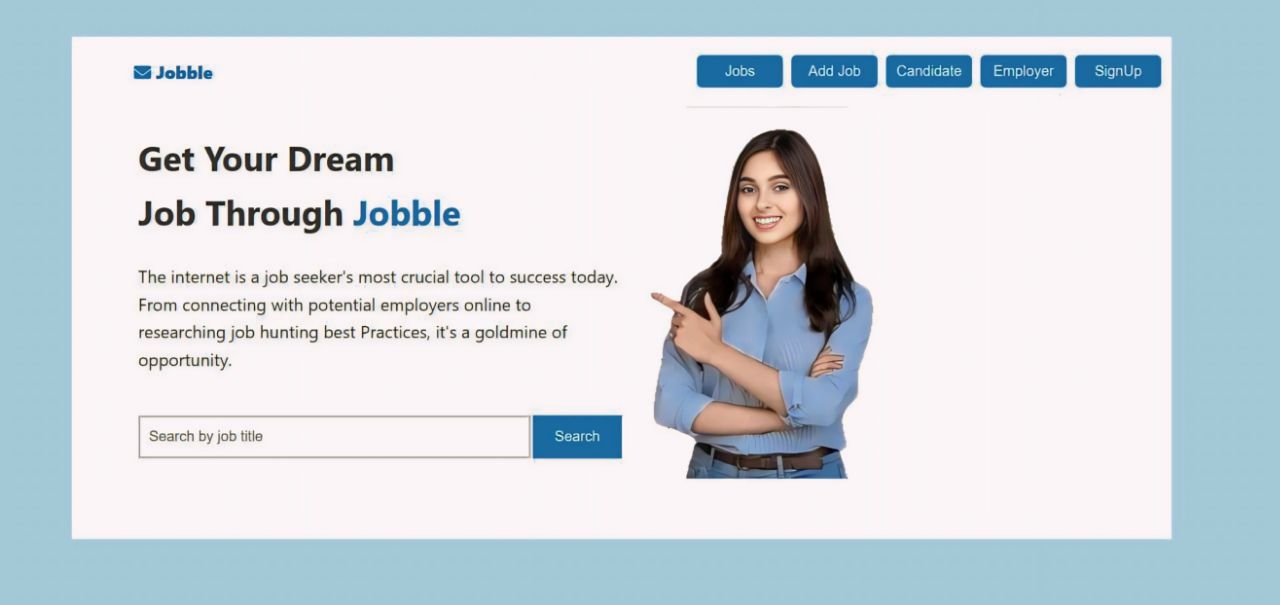 Jobble
Jobs
Add Job
Candidate
Employer
SignUp
Get Your Dream
Job Through Jobble
The internet is a job seeker's most crucial tool to success today.
From connecting with potential employers online to
researching job hunting best Practices, it's a goldmine of
opportunity.
Search by job title
Search